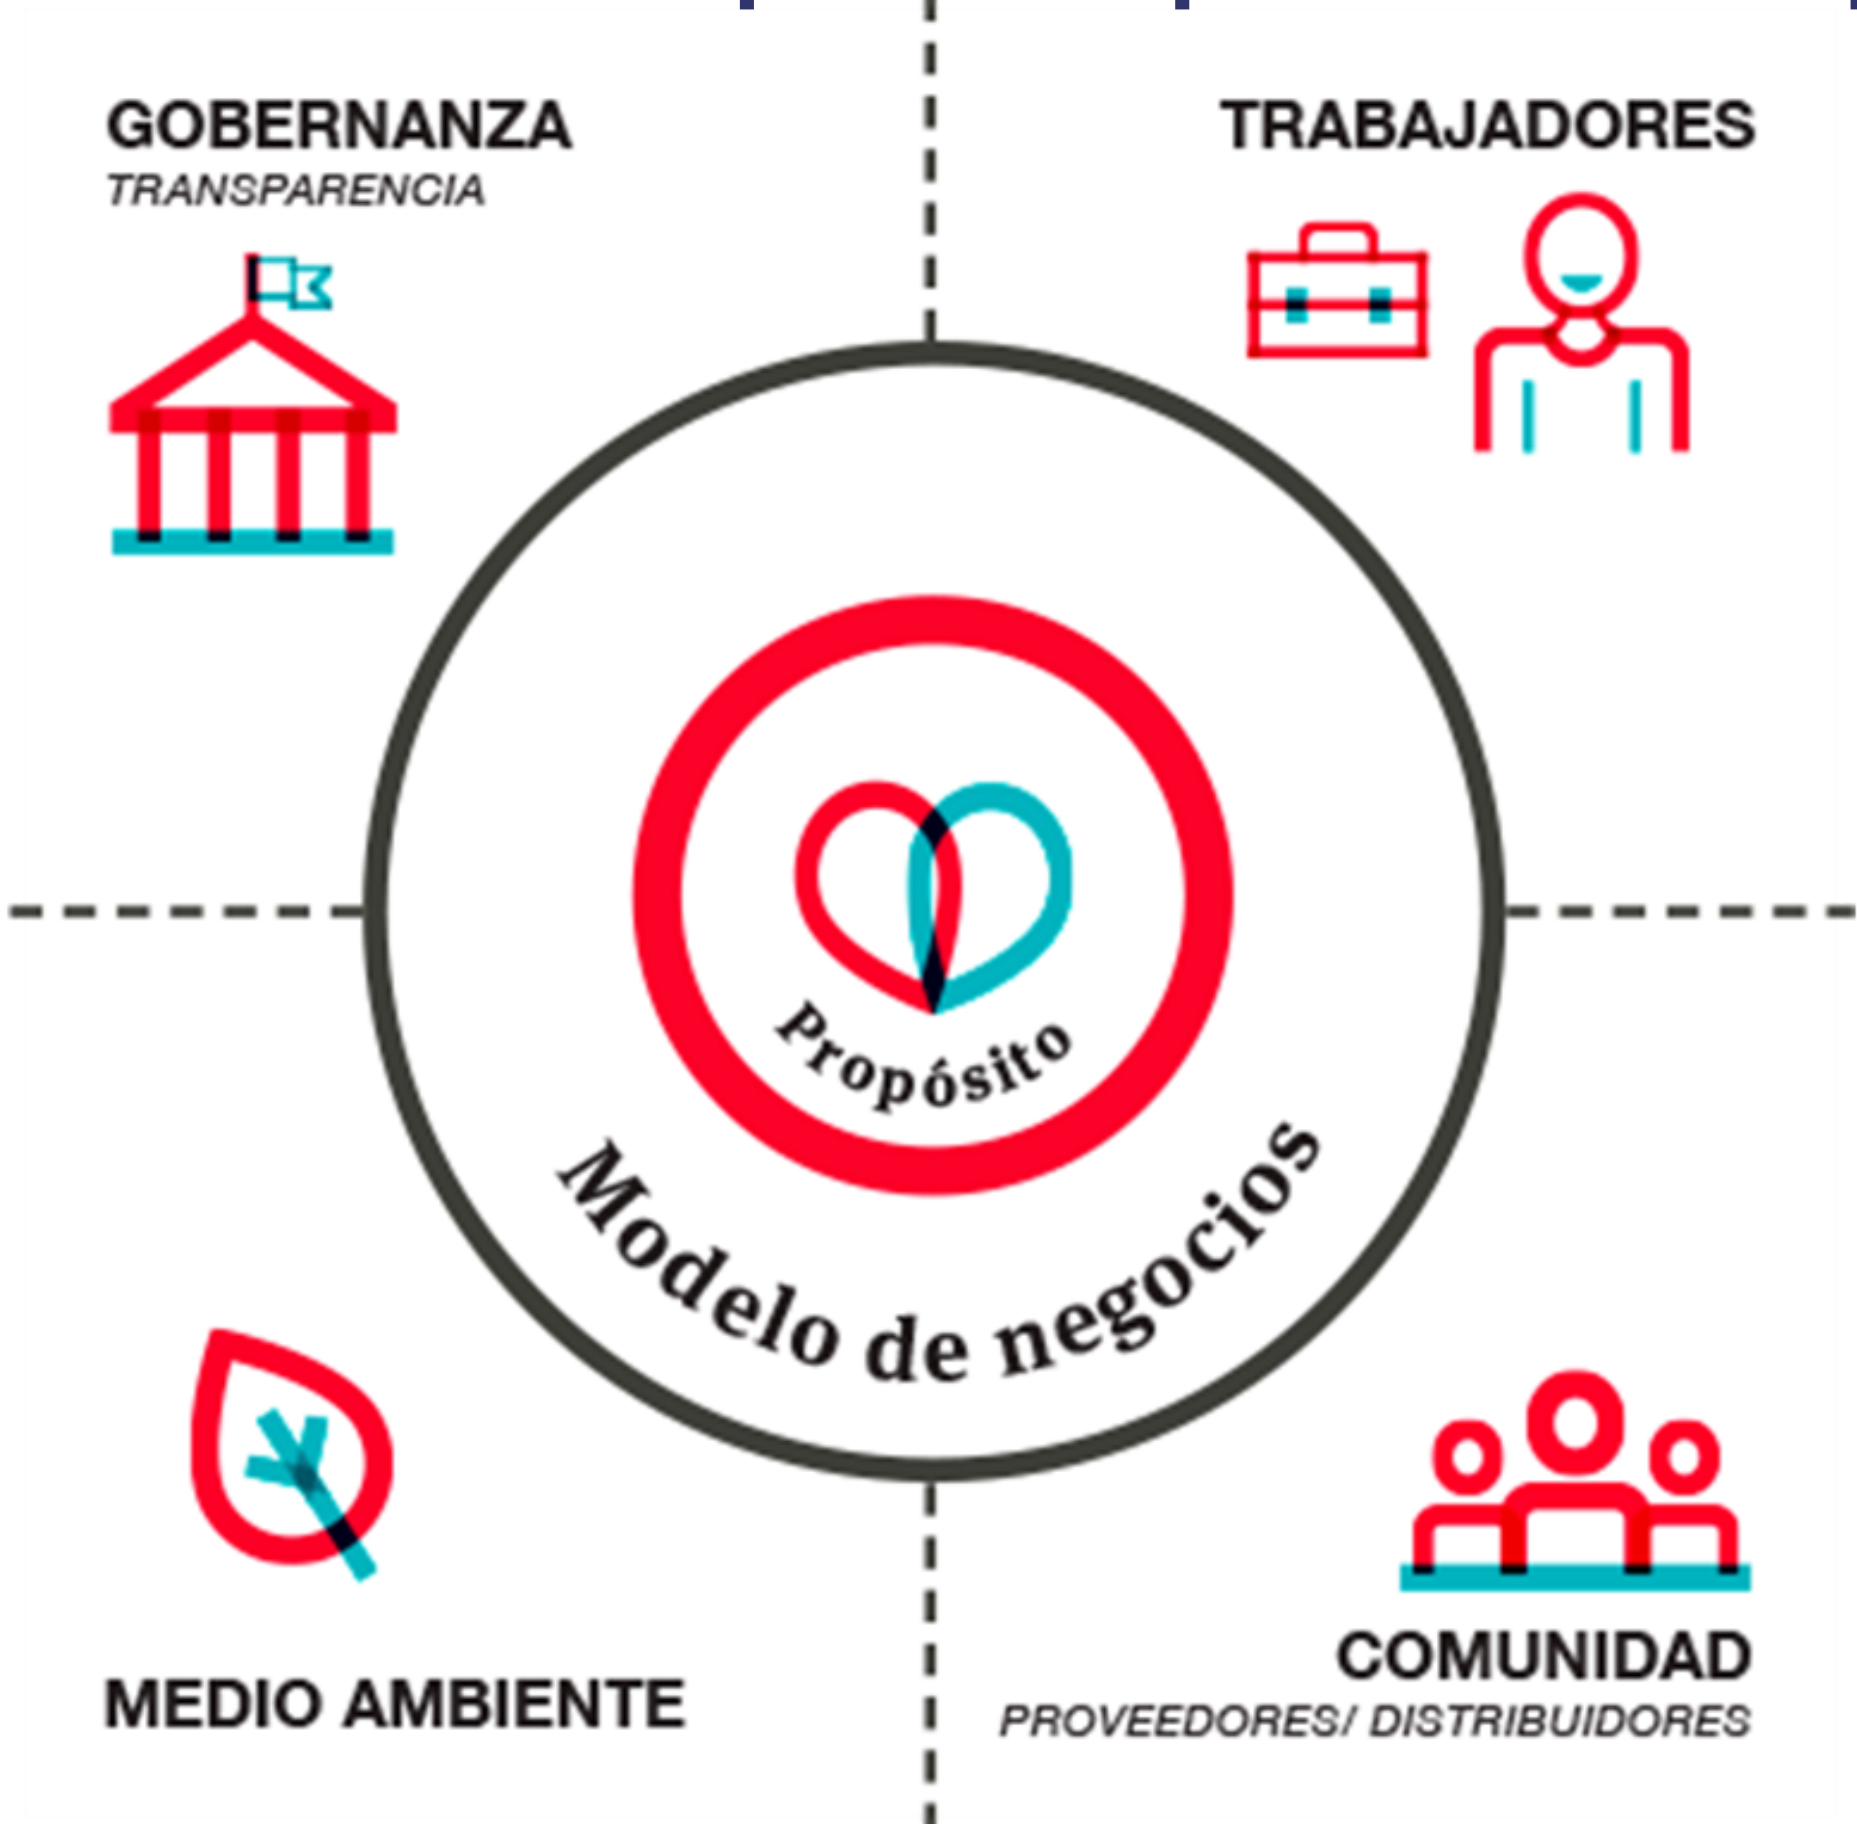 GOBERNANZA
TRANSPARENCIA
TRABAJADORES
Propósito
Modelo de negocios
MEDIO AMBIENTE
COMUNIDAD
PROVEEDORES/ DISTRIBUIDORES